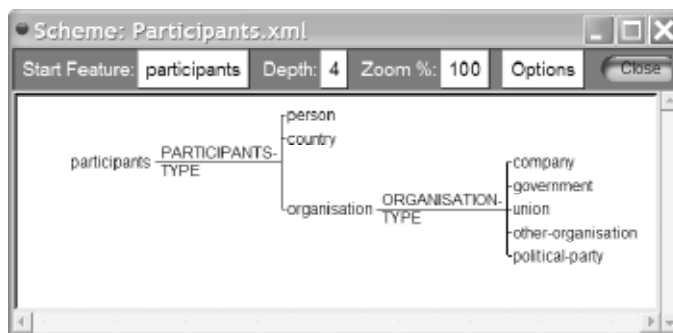 Scheme: Participants.xml
Start Feature: participants Depth: 4 Zoom %: 100 Options Close
person
country
participants PARTICIPANTS-
TYPE
organisation ORGANISATION-
TYPE
company
government
union
other-organisation
political-party